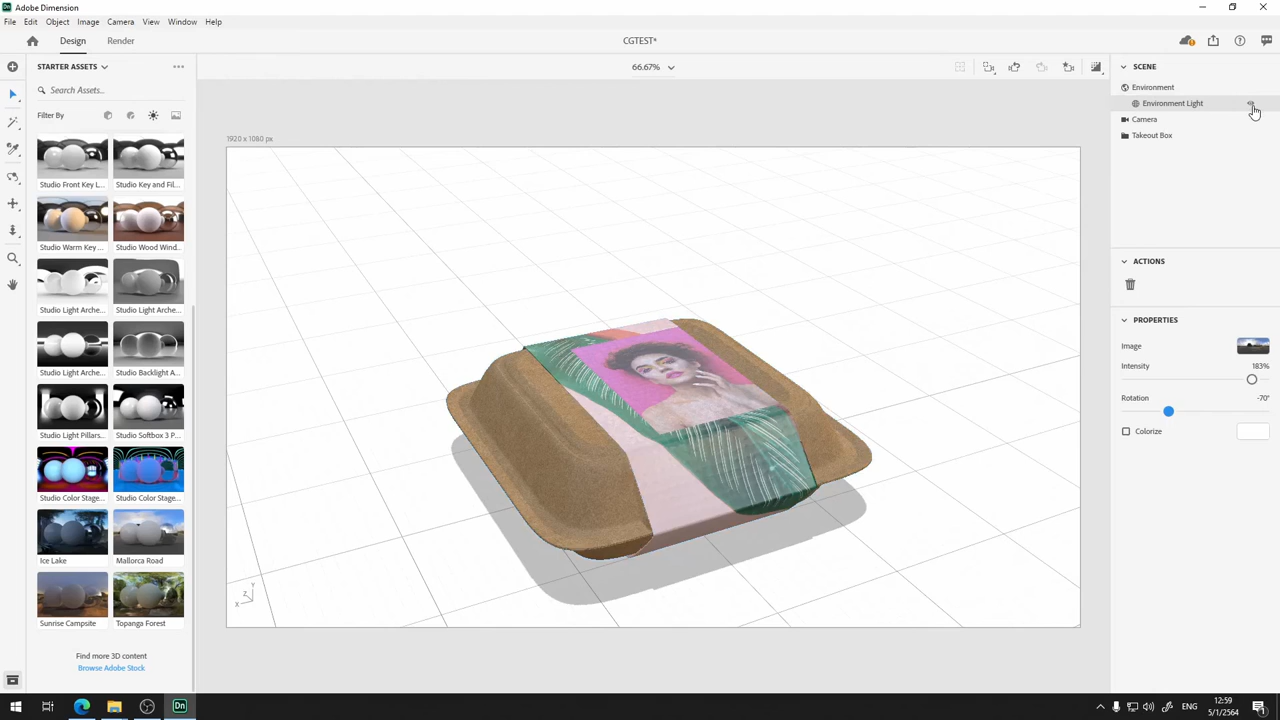 Adobe Dimension
File Edit Object Image Camera View Window Help
Design Render
CGTEST*
STARTER ASSETS
66.67%
SCENE
Search Assets...
Environment
Environment Light
Filter By
Camera
1920 x 1080 px
Takeout Box
Studio Front Key L... Studio Key and Fil...
Studio Warm Key ... Studio Wood Wind...
ACTIONS
Studio Light Arche... Studio Light Arche...
PROPERTIES
Image
Intensity 183%
Studio Light Arche... Studio Backlight A...
Rotation -70°
Colorize
Studio Light Pillars... Studio Softbox 3 P...
Studio Color Stage... Studio Color Stage...
Ice Lake Mallorca Road
Y
Z
X
Sunrise Campsite Topanga Forest
Find more 3D content
Browse Adobe Stock
Dn
ENG
12:59
5/1/2564